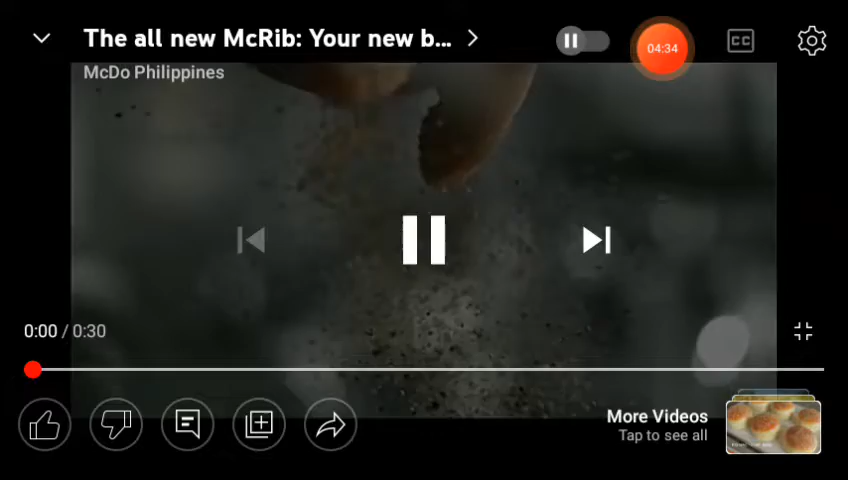 The all new McRib: Your new b...
04:34
CC
McDo Philippines
0:00 / 0:30
More Videos
Tap to see all